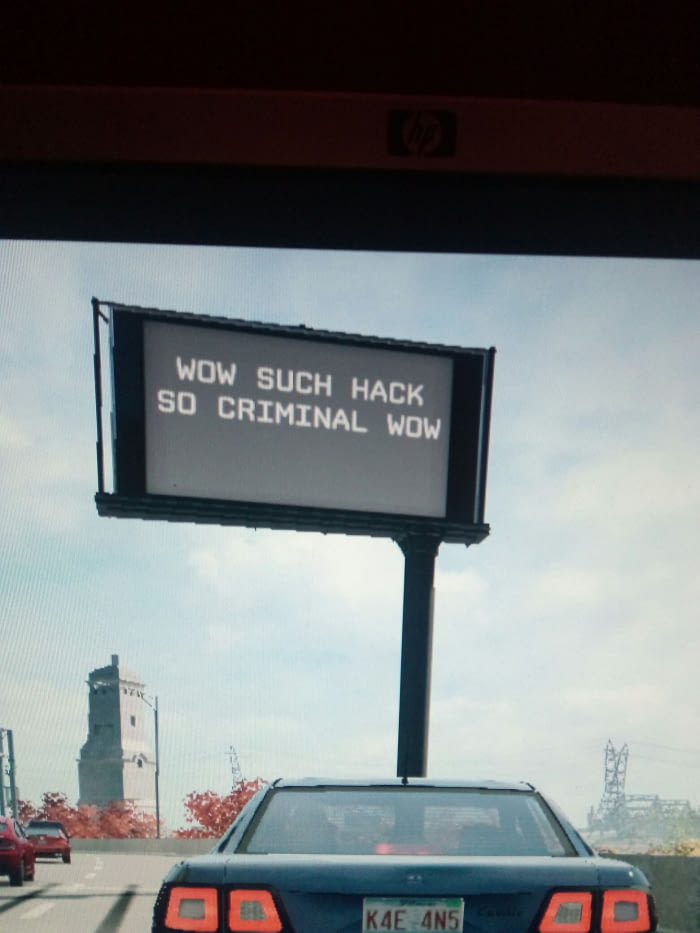 hp
WOW SUCH HACK
SO CRIMINAL WOW
K4E 4N5